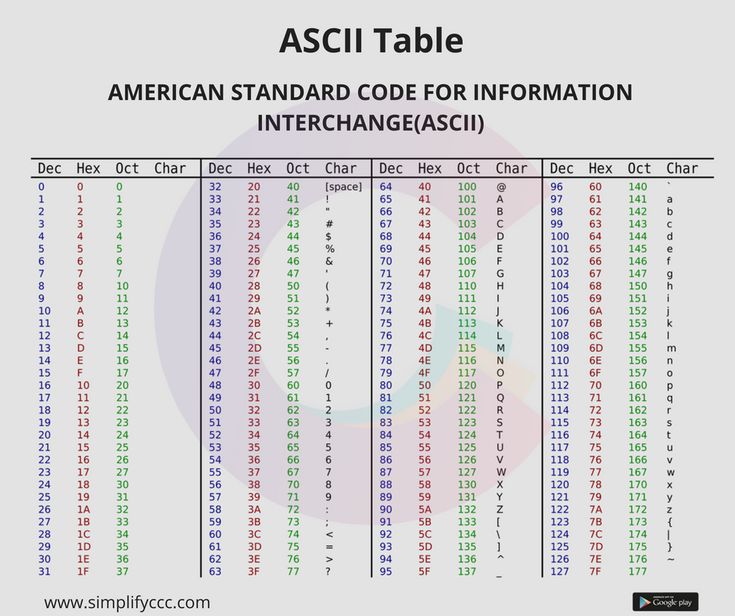 ASCII Table
AMERICAN STANDARD CODE FOR INFORMATION
INTERCHANGE(ASCII)
Dec Hex Oct Char Dec Hex Oct Char Dec Hex Oct Char Dec Hex Oct Char
0 0 0 32 20 40 [space] 64 40 100 @ 96 60 140 `
1 1 1 33 21 41 ! 65 41 101 A 97 61 141 a
2 2 2 34 22 42 " 66 42 102 B 98 62 142 b
3 3 3 35 23 43 # 67 43 103 C 99 63 143 c
4 4 4 36 24 44 $ 68 44 104 D 100 64 144 d
5 5 5 37 25 45 % 69 45 105 E 101 65 145 e
6 6 6 38 26 46 & 70 46 106 F 102 66 146 f
7 7 7 39 27 47 ' 71 47 107 G 103 67 147 g
8 8 10 40 28 50 ( 72 48 110 H 104 68 150 h
9 9 11 41 29 51 ) 73 49 111 I 105 69 151 i
10 A 12 42 2A 52 * 74 4A 112 J 106 6A 152 j
11 B 13 43 2B 53 + 75 4B 113 K 107 6B 153 k
12 C 14 44 2C 54 , 76 4C 114 L 108 6C 154 l
13 D 15 45 2D 55 - 77 4D 115 M 109 6D 155 m
14 E 16 46 2E 56 . 78 4E 116 N 110 6E 156 n
15 F 17 47 2F 57 / 79 4F 117 O 111 6F 157 o
16 10 20 48 30 60 0 80 50 120 P 112 70 160 p
17 11 21 49 31 61 1 81 51 121 Q 113 71 161 q
18 12 22 50 32 62 2 82 52 122 R 114 72 162 r
19 13 23 51 33 63 3 83 53 123 S 115 73 163 s
20 14 24 52 34 64 4 84 54 124 T 116 74 164 t
21 15 25 53 35 65 5 85 55 125 U 117 75 165 u
22 16 26 54 36 66 6 86 56 126 V 118 76 166 v
23 17 27 55 37 67 7 87 57 127 W 119 77 167 w
24 18 30 56 38 70 8 88 58 130 X 120 78 170 x
25 19 31 57 39 71 9 89 59 131 Y 121 79 171 y
26 1A 32 58 3A 72 : 90 5A 132 Z 122 7A 172 z
27 1B 33 59 3B 73 ; 91 5B 133 [ 123 7B 173 {
28 1C 34 60 3C 74 < 92 5C 134 \ 124 7C 174 |
29 1D 35 61 3D 75 = 93 5D 135 ] 125 7D 175 }
30 1E 36 62 3E 76 > 94 5E 136 ^ 126 7E 176 ~
31 1F 37 63 3F 77 ? 95 5F 137 _ 127 7F 177
www.simplifyccc.com
Google play